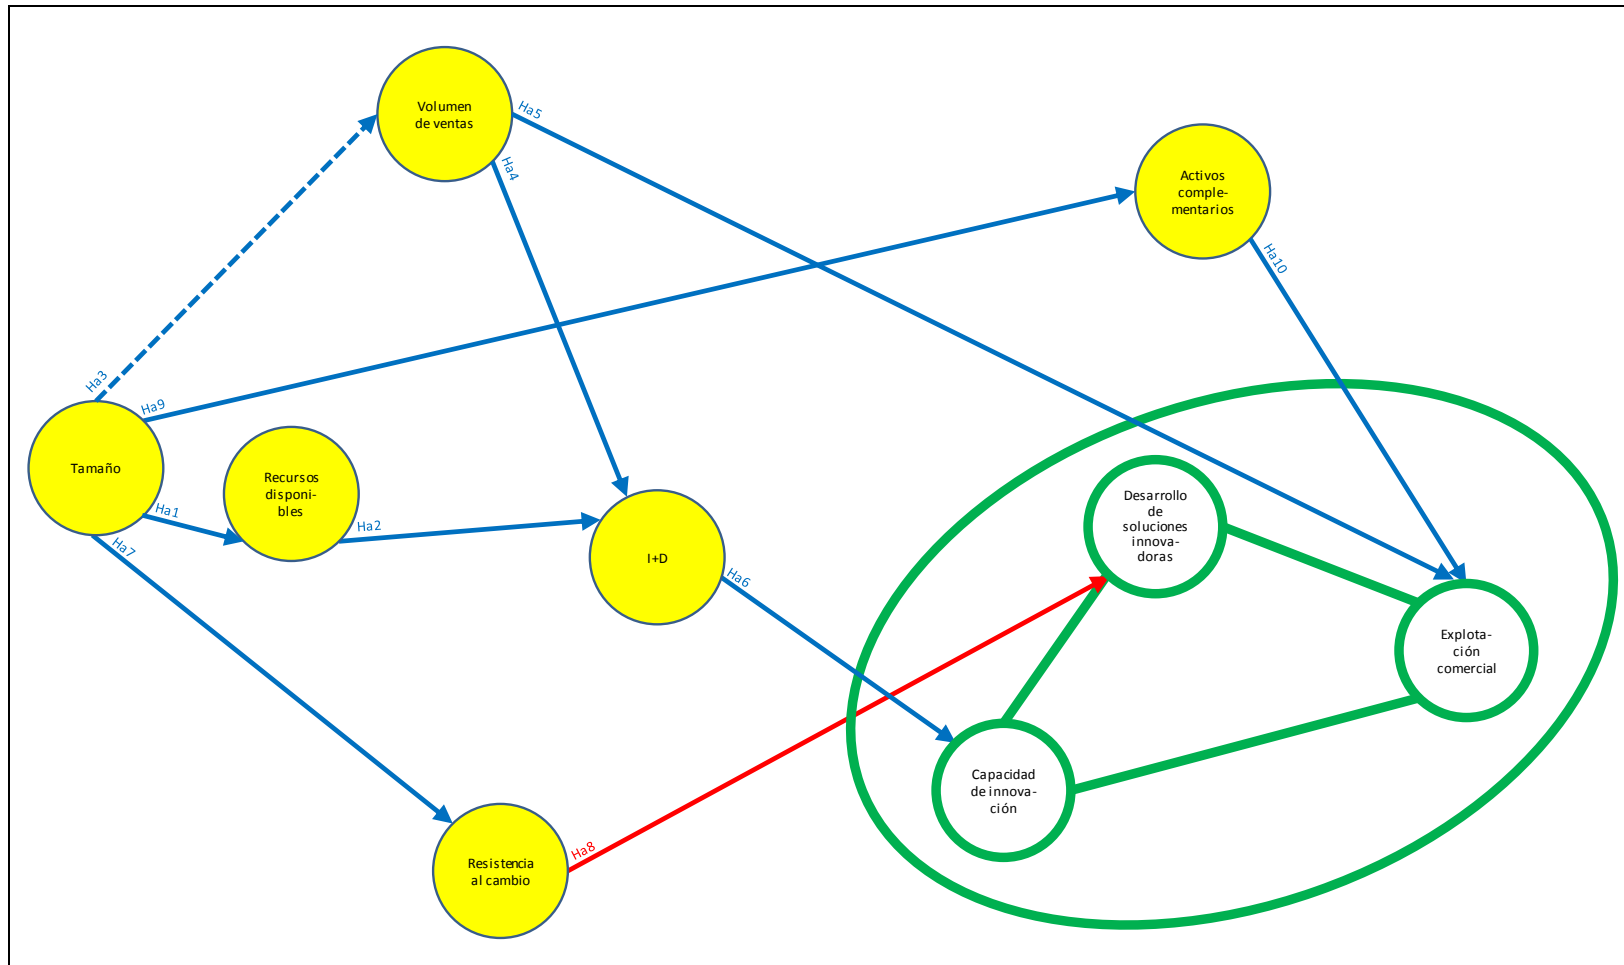 Volumen
de ventas
Ha5
Ha4
Activos
comple-
mentarios
Ha10
Ha3
Ha9
Tamaño
Ha1
Recursos
disponi-
bles
Ha2
Ha7
I+D
Ha6
Desarrollo
de
soluciones
innova-
doras
Explota-
ción
comercial
Capacidad
de innova-
ción
Resistencia
al cambio
Ha8